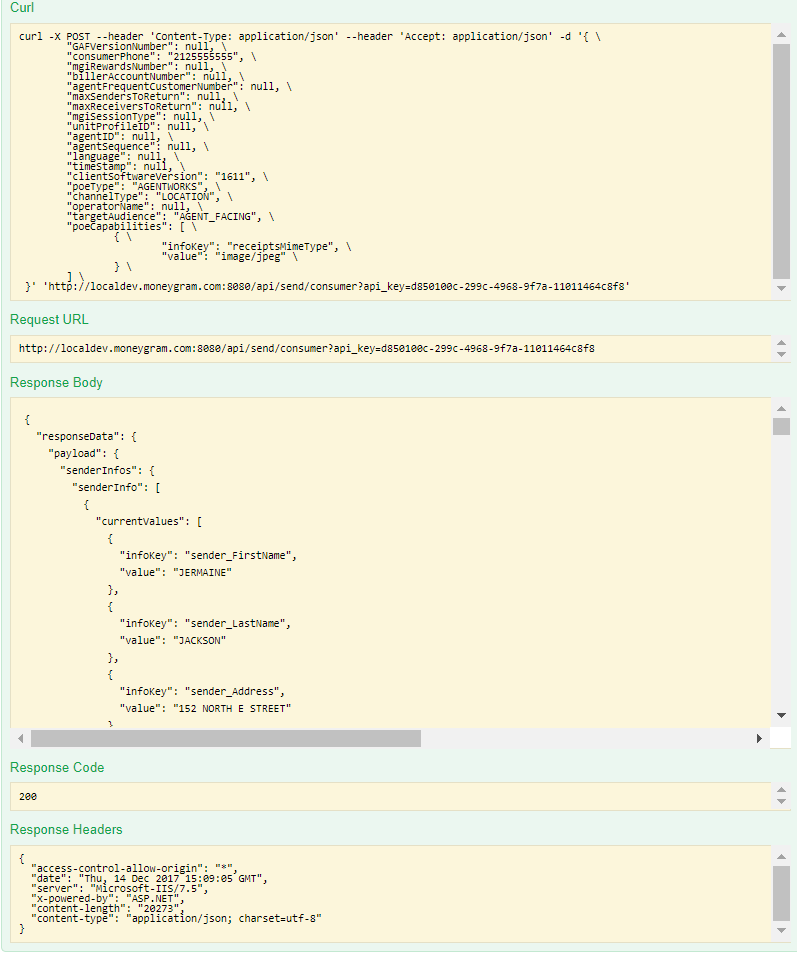 Curl
curl -X POST --header 'Content-Type: application/json' --header 'Accept: application/json' -d '{ \
"GAFVersionNumber": null, \
"consumerPhone": "2125555555", \
"mgiRewardsNumber": null, \
"billerAccountNumber": null, \
"agentFrequentCustomerNumber": null, \
"maxSendersToReturn": null, \
"maxReceiversToReturn": null, \
"mgiSessionType": null, \
"unitProfileID": null, \
"agentID": null, \
"agentSequence": null, \
"language": null, \
"timeStamp": null, \
"clientSoftwareVersion": "1611", \
"poeType": "AGENTWORKS", \
"channelType": "LOCATION", \
"operatorName": null, \
"targetAudience": "AGENT_FACING", \
"poeCapabilities": [ \
{ \
"infoKey": "receiptsMimeType", \
"value": "image/jpeg" \
} \
] \
}' 'http://localdev.moneygram.com:8080/api/send/consumer?api_key=d850100c-299c-4968-9f7a-11011464c8f8'
Request URL
http://localdev.moneygram.com:8080/api/send/consumer?api_key=d850100c-299c-4968-9f7a-11011464c8f8
Response Body
{
"responseData": {
"payload": {
"senderInfos": {
"senderInfo": [
{
"currentValues": [
{
"infoKey": "sender_FirstName",
"value": "JERMAINE"
},
{
"infoKey": "sender_LastName",
"value": "JACKSON"
},
{
"infoKey": "sender_Address",
"value": "152 NORTH E STREET"
}
Response Code
200
Response Headers
{
"access-control-allow-origin": "*",
"date": "Thu, 14 Dec 2017 15:09:05 GMT",
"server": "Microsoft-IIS/7.5",
"x-powered-by": "ASP.NET",
"content-length": "20273",
"content-type": "application/json; charset=utf-8"
}